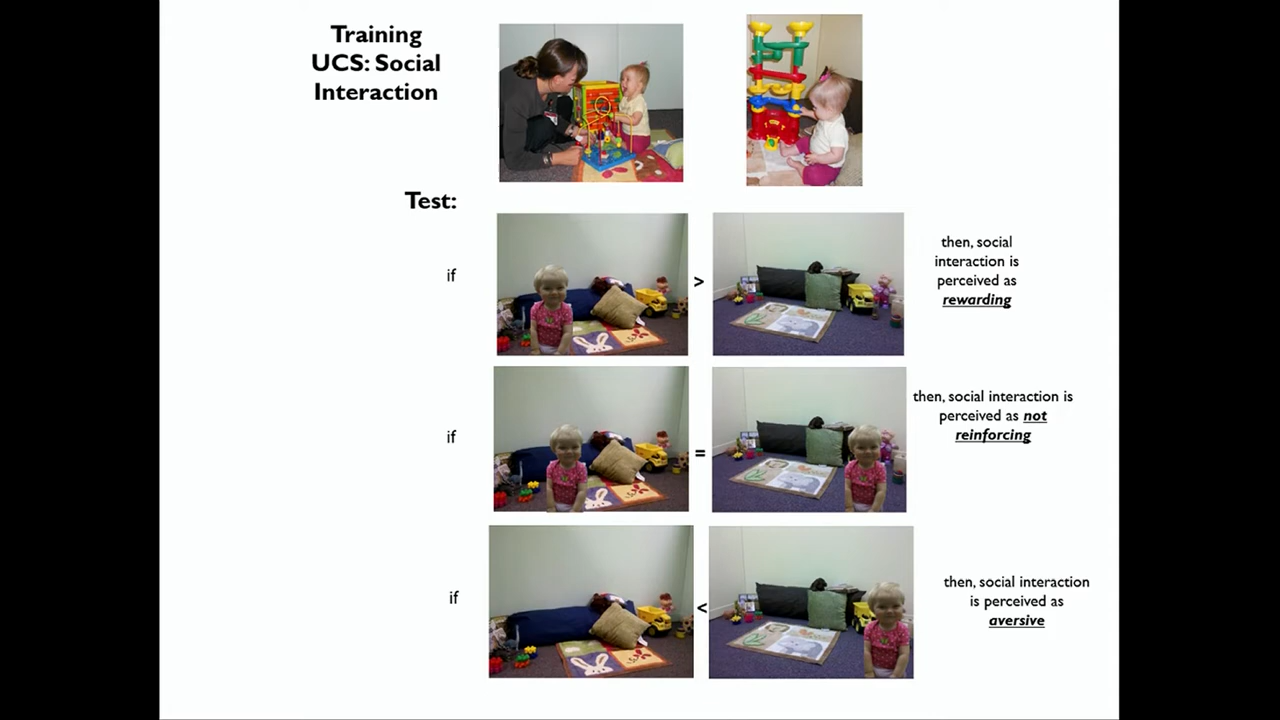 Training
UCS: Social
Interaction
Test:
if
>
then, social
interaction is
perceived as
rewarding
if
=
then, social interaction is
perceived as not
reinforcing
if
<
then, social interaction
is perceived as
aversive